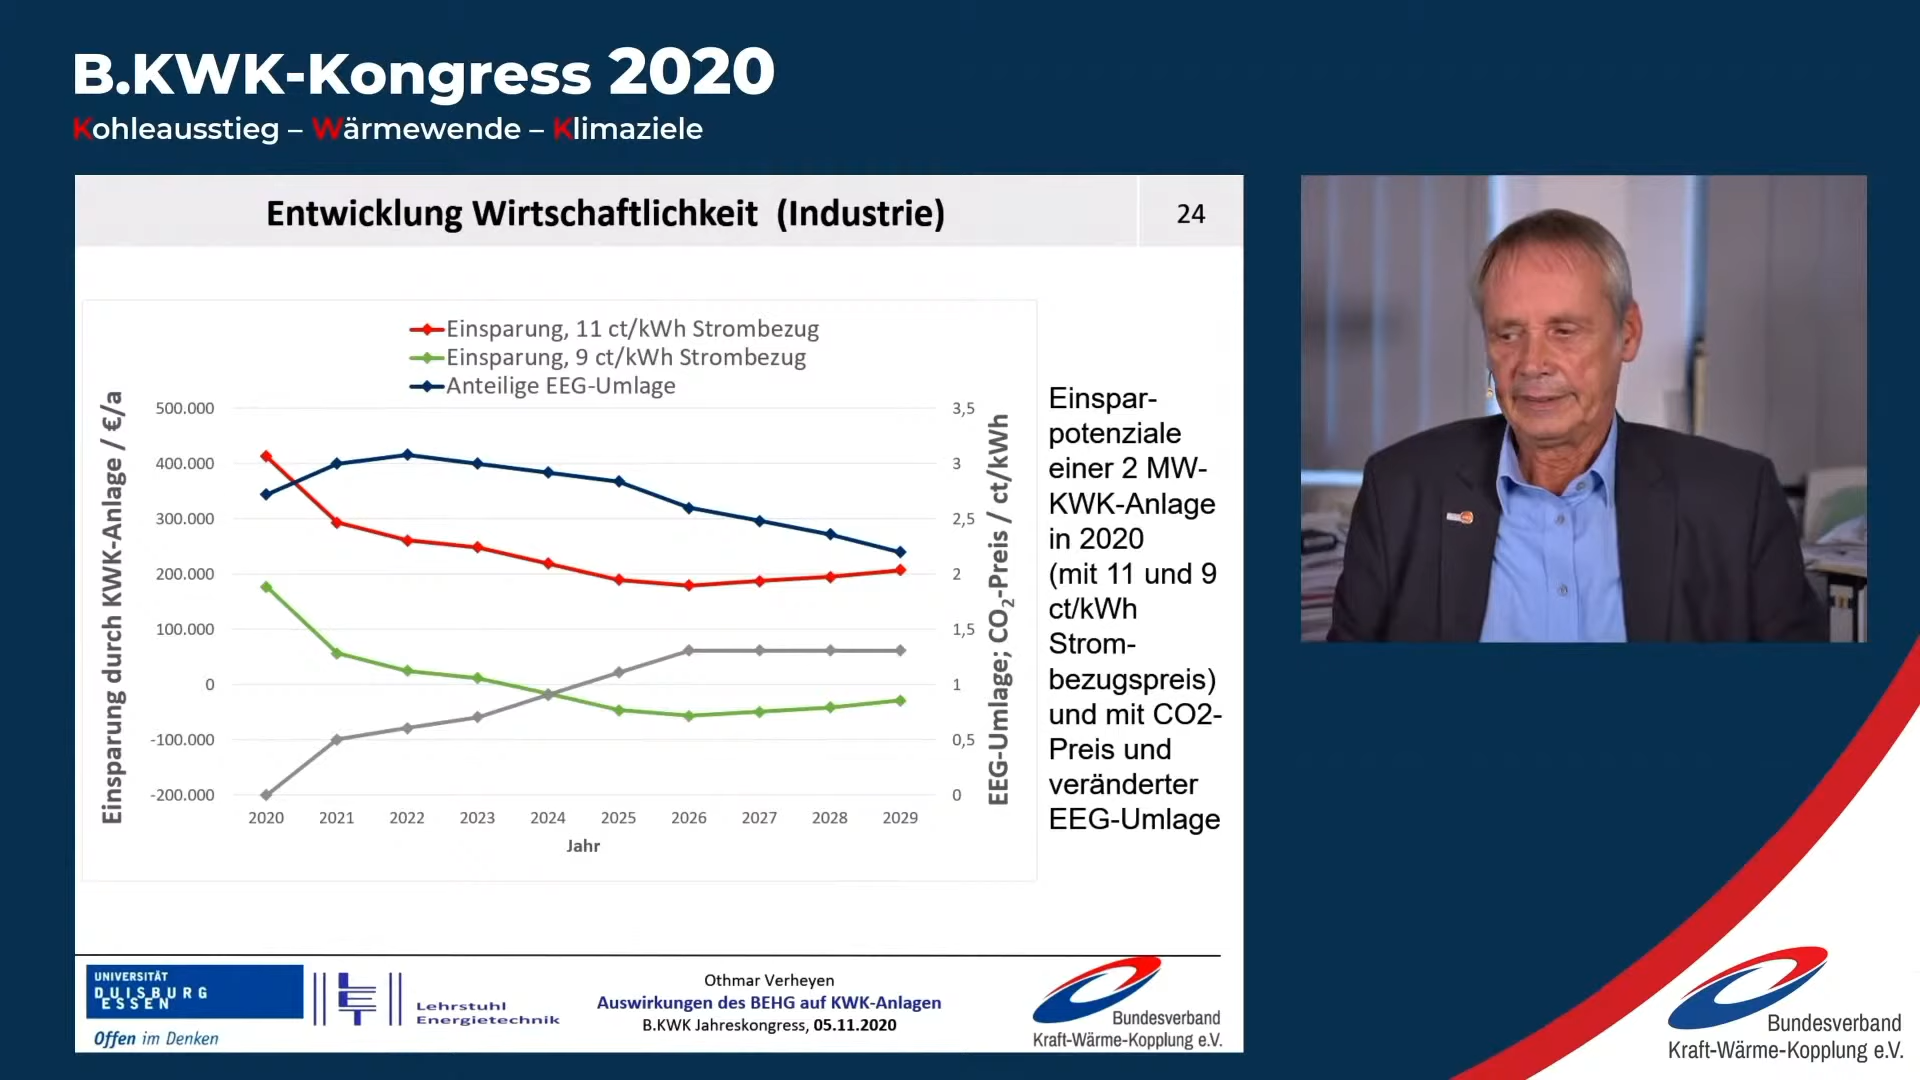 B.KWK-Kongress 2020
Kohleausstieg – Wärmewende – Klimaziele
Entwicklung Wirtschaftlichkeit (Industrie)
24
Einsparung, 11 ct/kWh Strombezug
Einsparung, 9 ct/kWh Strombezug
Anteilige EEG-Umlage
Einsparung durch KWK-Anlage / €/a
500.000
400.000
300.000
200.000
100.000
0
-100.000
-200.000
3,5
3
2,5
2
1,5
1
0,5
0
EEG-Umlage; CO₂-Preis / ct/kWh
2020 2021 2022 2023 2024 2025 2026 2027 2028 2029
Jahr
Einspar-
potenziale
einer 2 MW-
KWK-Anlage
in 2020
(mit 11 und 9
ct/kWh
Strom-
bezugspreis)
und mit CO2-
Preis und
veränderter
EEG-Umlage
UNIVERSITÄT
DUISBURG
ESSEN
Offen im Denken
LET
Lehrstuhl
Energietechnik
Othmar Verheyen
Auswirkungen des BEHG auf KWK-Anlagen
B.KWK Jahreskongress, 05.11.2020
Bundesverband
Kraft-Wärme-Kopplung e.V.
Bundesverband
Kraft-Wärme-Kopplung e.V.